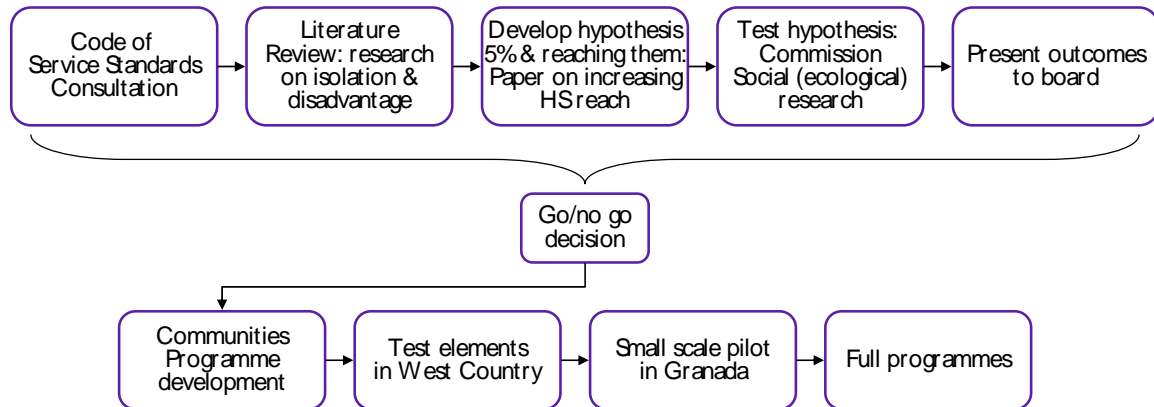 Code of
Service Standards
Consultation
Literature
Review: research
on isolation &
disadvantage
Develop hypothesis
5% & reaching them:
Paper on increasing
HS reach
Test hypothesis:
Commission
Social (ecological)
research
Present outcomes
to board
Go/no go
decision
Communities
Programme
development
Test elements
in West Country
Small scale pilot
in Granada
Full programmes